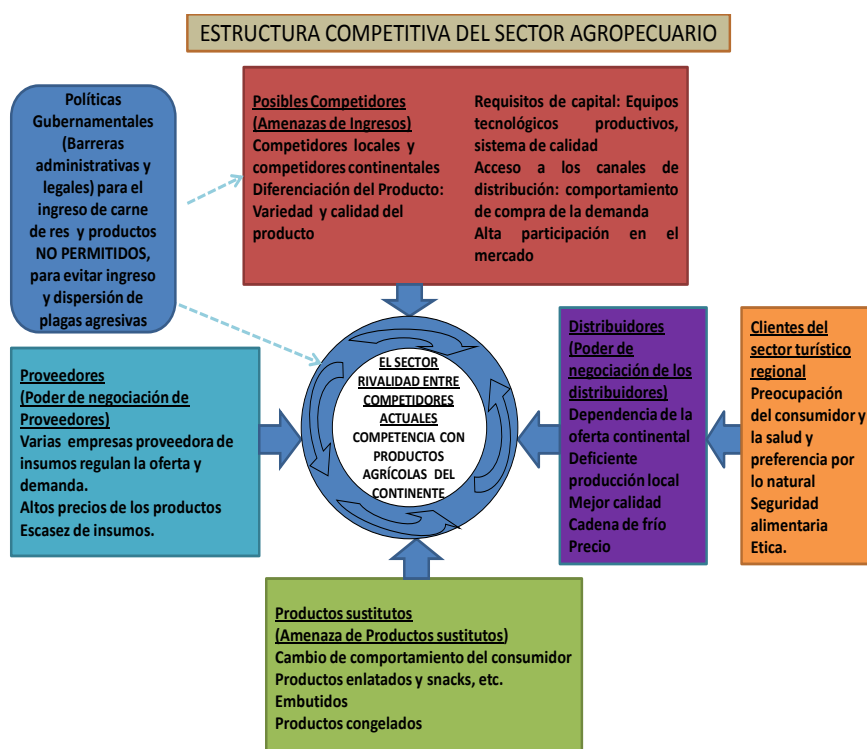 ESTRUCTURA COMPETITIVA DEL SECTOR AGROPECUARIO
Políticas
Gubernamentales
(Barreras
administrativas y
legales) para el
ingreso de carne
de res y productos
NO PERMITIDOS,
para evitar ingreso
y dispersión de
plagas agresivas
Posibles Competidores
(Amenazas de Ingresos)
Competidores locales y
competidores continentales
Diferenciación del Producto:
Variedad y calidad del
producto
Requisitos de capital: Equipos
tecnológicos productivos,
sistema de calidad
Acceso a los canales de
distribución: comportamiento
de compra de la demanda
Alta participación en el
mercado
Proveedores
(Poder de negociación de
Proveedores)
Varias empresas proveedora de
insumos regulan la oferta y
demanda.
Altos precios de los productos
Escasez de insumos.
EL SECTOR
RIVALIDAD ENTRE
COMPETIDORES
ACTUALES
COMPETENCIA CON
PRODUCTOS
AGRÍCOLAS DEL
CONTINENTE
Distribuidores
(Poder de
negociación de los
distribuidores)
Dependencia de la
oferta continental
Deficiente
producción local
Mejor calidad
Cadena de frío
Precio
Clientes del
sector turístico
regional
Preocupación
del consumidor y
la salud y
preferencia por
lo natural
Seguridad
alimentaria
Etica.
Productos sustitutos
(Amenaza de Productos sustitutos)
Cambio de comportamiento del consumidor
Productos enlatados y snacks, etc.
Embutidos
Productos congelados